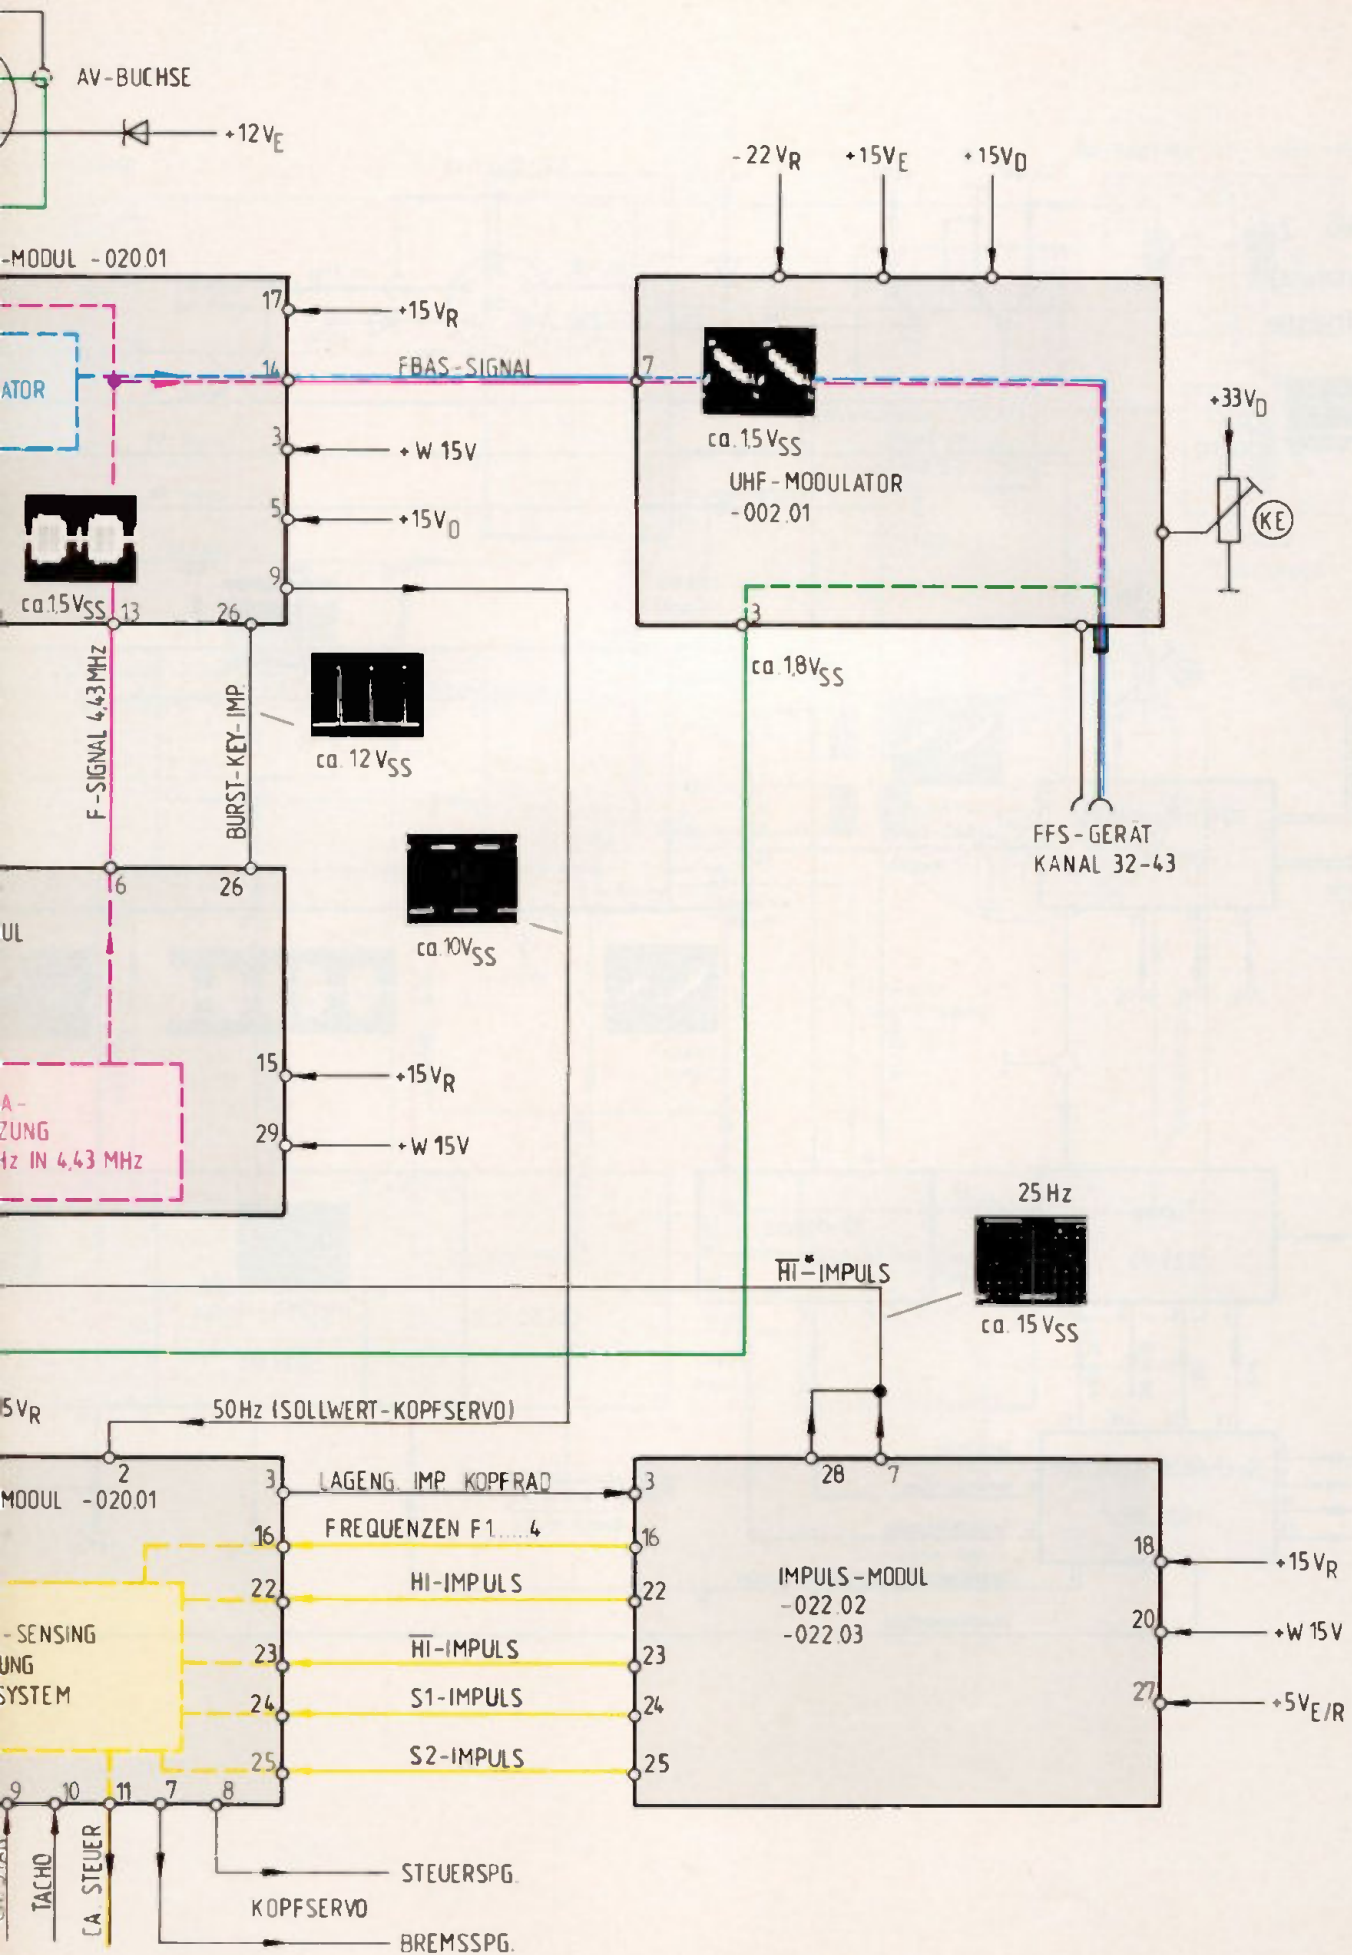 AV-BUCHSE
+12VE
-22VR
+15VE
+15VD
-MODUL -020.01
17
+15VR
14
FBAS-SIGNAL
7
ATOR
3
+W 15V
ca. 1,5VSS
UHF-MODULATOR
-002.01
+33VD
KE
5
+15VD
9
ca. 1,5VSS
13
26
3
ca. 1,8VSS
F-SIGNAL 4,43MHz
BURST-KEY-IMP.
ca. 12VSS
FFS-GERÄT
KANAL 32-43
6
26
UL
ca. 10VSS
15
+15VR
29
+W 15V
A-
ZUNG
Hz IN 4,43 MHz
25 Hz
HI*-IMPULS
ca. 15VSS
5VR
50Hz (SOLLWERT-KOPFSERVO)
2
3
LAGENG. IMP. KOPFRAD
3
28
7
MODUL -020.01
16
FREQUENZEN F1.....4
16
22
HI-IMPULS
22
IMPULS-MODUL
-022.02
-022.03
18
+15VR
20
+W 15V
27
+5VE/R
-SENSING
UNG
SYSTEM
23
HI-IMPULS
23
24
S1-IMPULS
24
25
S2-IMPULS
25
9
10
11
7
8
TACHO
CA. STEUER
STEUERSPG.
KOPFSERVO
BREMSSPG.